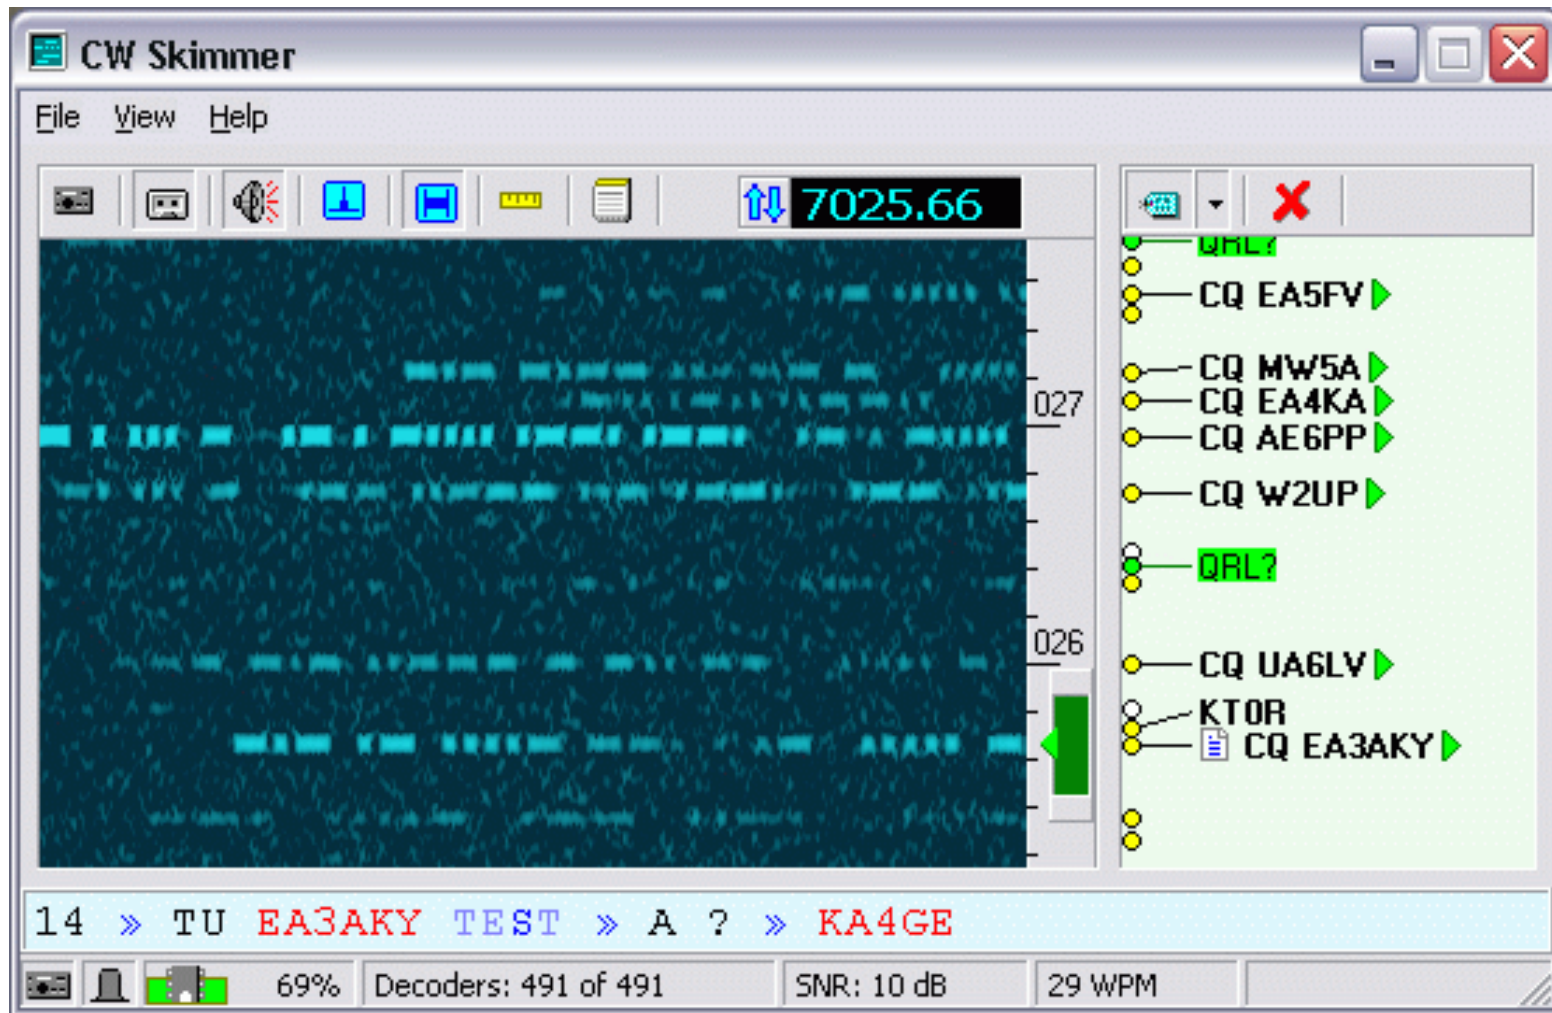 CW Skimmer
File View Help
7025.66
QRL?
CQ EA5FV
CQ MW5A
027
CQ EA4KA
CQ AE6PP
CQ W2UP
QRL?
026
CQ UA6LV
KT0R
CQ EA3AKY
14 » TU EA3AKY TEST » A ? » KA4GE
69% Decoders: 491 of 491 SNR: 10 dB 29 WPM